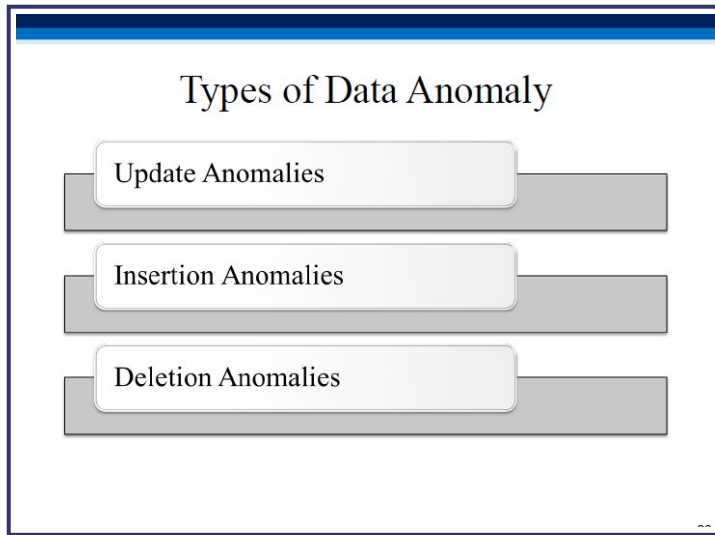 Types of Data Anomaly
Update Anomalies
Insertion Anomalies
Deletion Anomalies